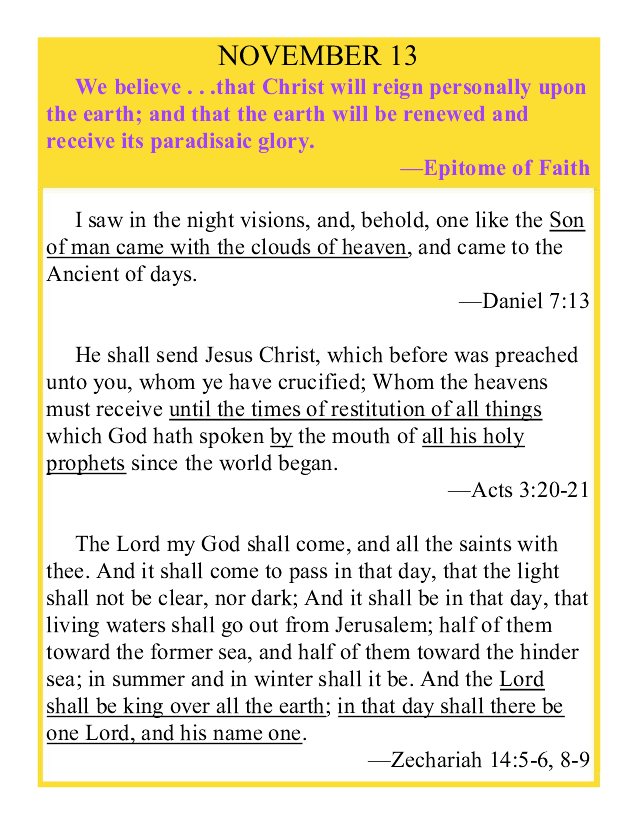 NOVEMBER 13
We believe . . .that Christ will reign personally upon
the earth; and that the earth will be renewed and
receive its paradisaic glory.
—Epitome of Faith
I saw in the night visions, and, behold, one like the Son
of man came with the clouds of heaven, and came to the
Ancient of days.
—Daniel 7:13
He shall send Jesus Christ, which before was preached
unto you, whom ye have crucified; Whom the heavens
must receive until the times of restitution of all things
which God hath spoken by the mouth of all his holy
prophets since the world began.
—Acts 3:20-21
The Lord my God shall come, and all the saints with
thee. And it shall come to pass in that day, that the light
shall not be clear, nor dark; And it shall be in that day, that
living waters shall go out from Jerusalem; half of them
toward the former sea, and half of them toward the hinder
sea; in summer and in winter shall it be. And the Lord
shall be king over all the earth; in that day shall there be
one Lord, and his name one.
—Zechariah 14:5-6, 8-9